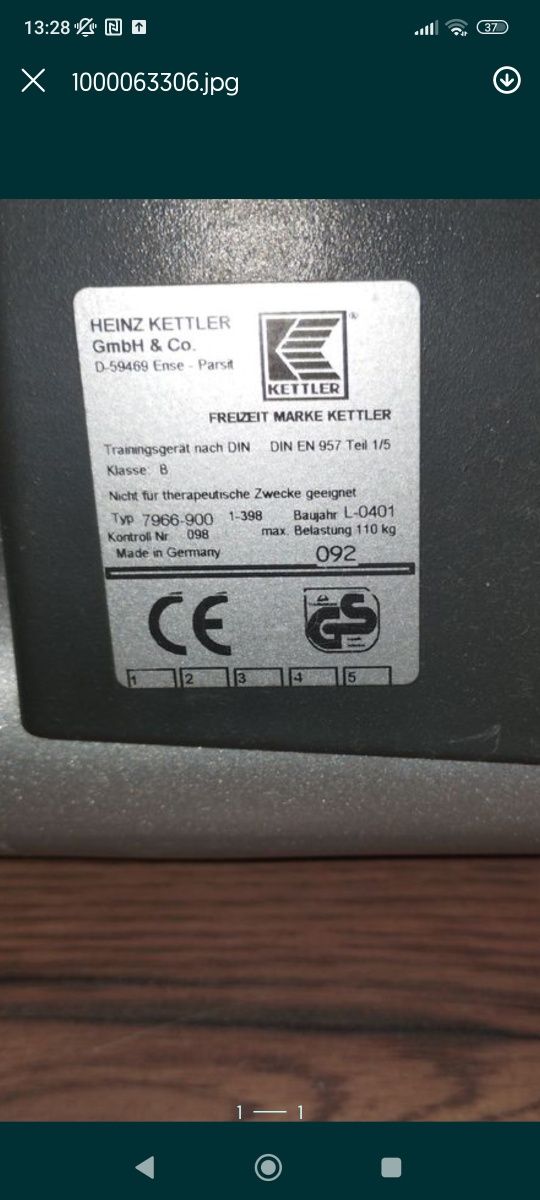 13:28
37
1000063306.jpg
HEINZ KETTLER
GmbH & Co.
D-59469 Ense - Parsit
KETTLER
®
FREIZEIT MARKE KETTLER
Trainingsgerät nach DIN DIN EN 957 Teil 1/5
Klasse: B
Nicht für therapeutische Zwecke geeignet
Typ 7966-900 1-398 Baujahr L-0401
Kontroll Nr 098 max. Belastung 110 kg
Made in Germany 092
CE GS
1 2 3 4 5
1 — 1